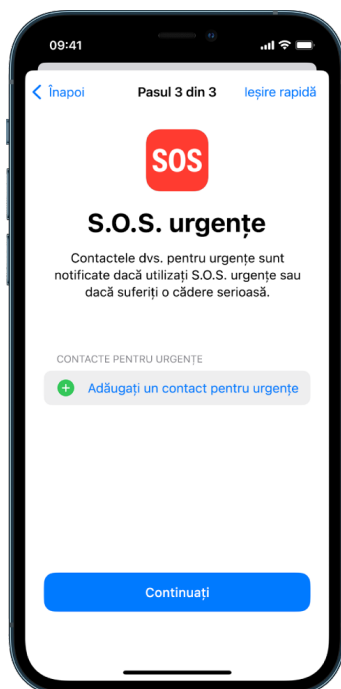 09:41
Înapoi
Pasul 3 din 3
Ieșire rapidă
SOS
S.O.S. urgențe
Contactele dvs. pentru urgențe sunt
notificate dacă utilizați S.O.S. urgențe sau
dacă suferiți o cădere serioasă.
CONTACTE PENTRU URGENȚE
Adăugați un contact pentru urgențe
Continuați